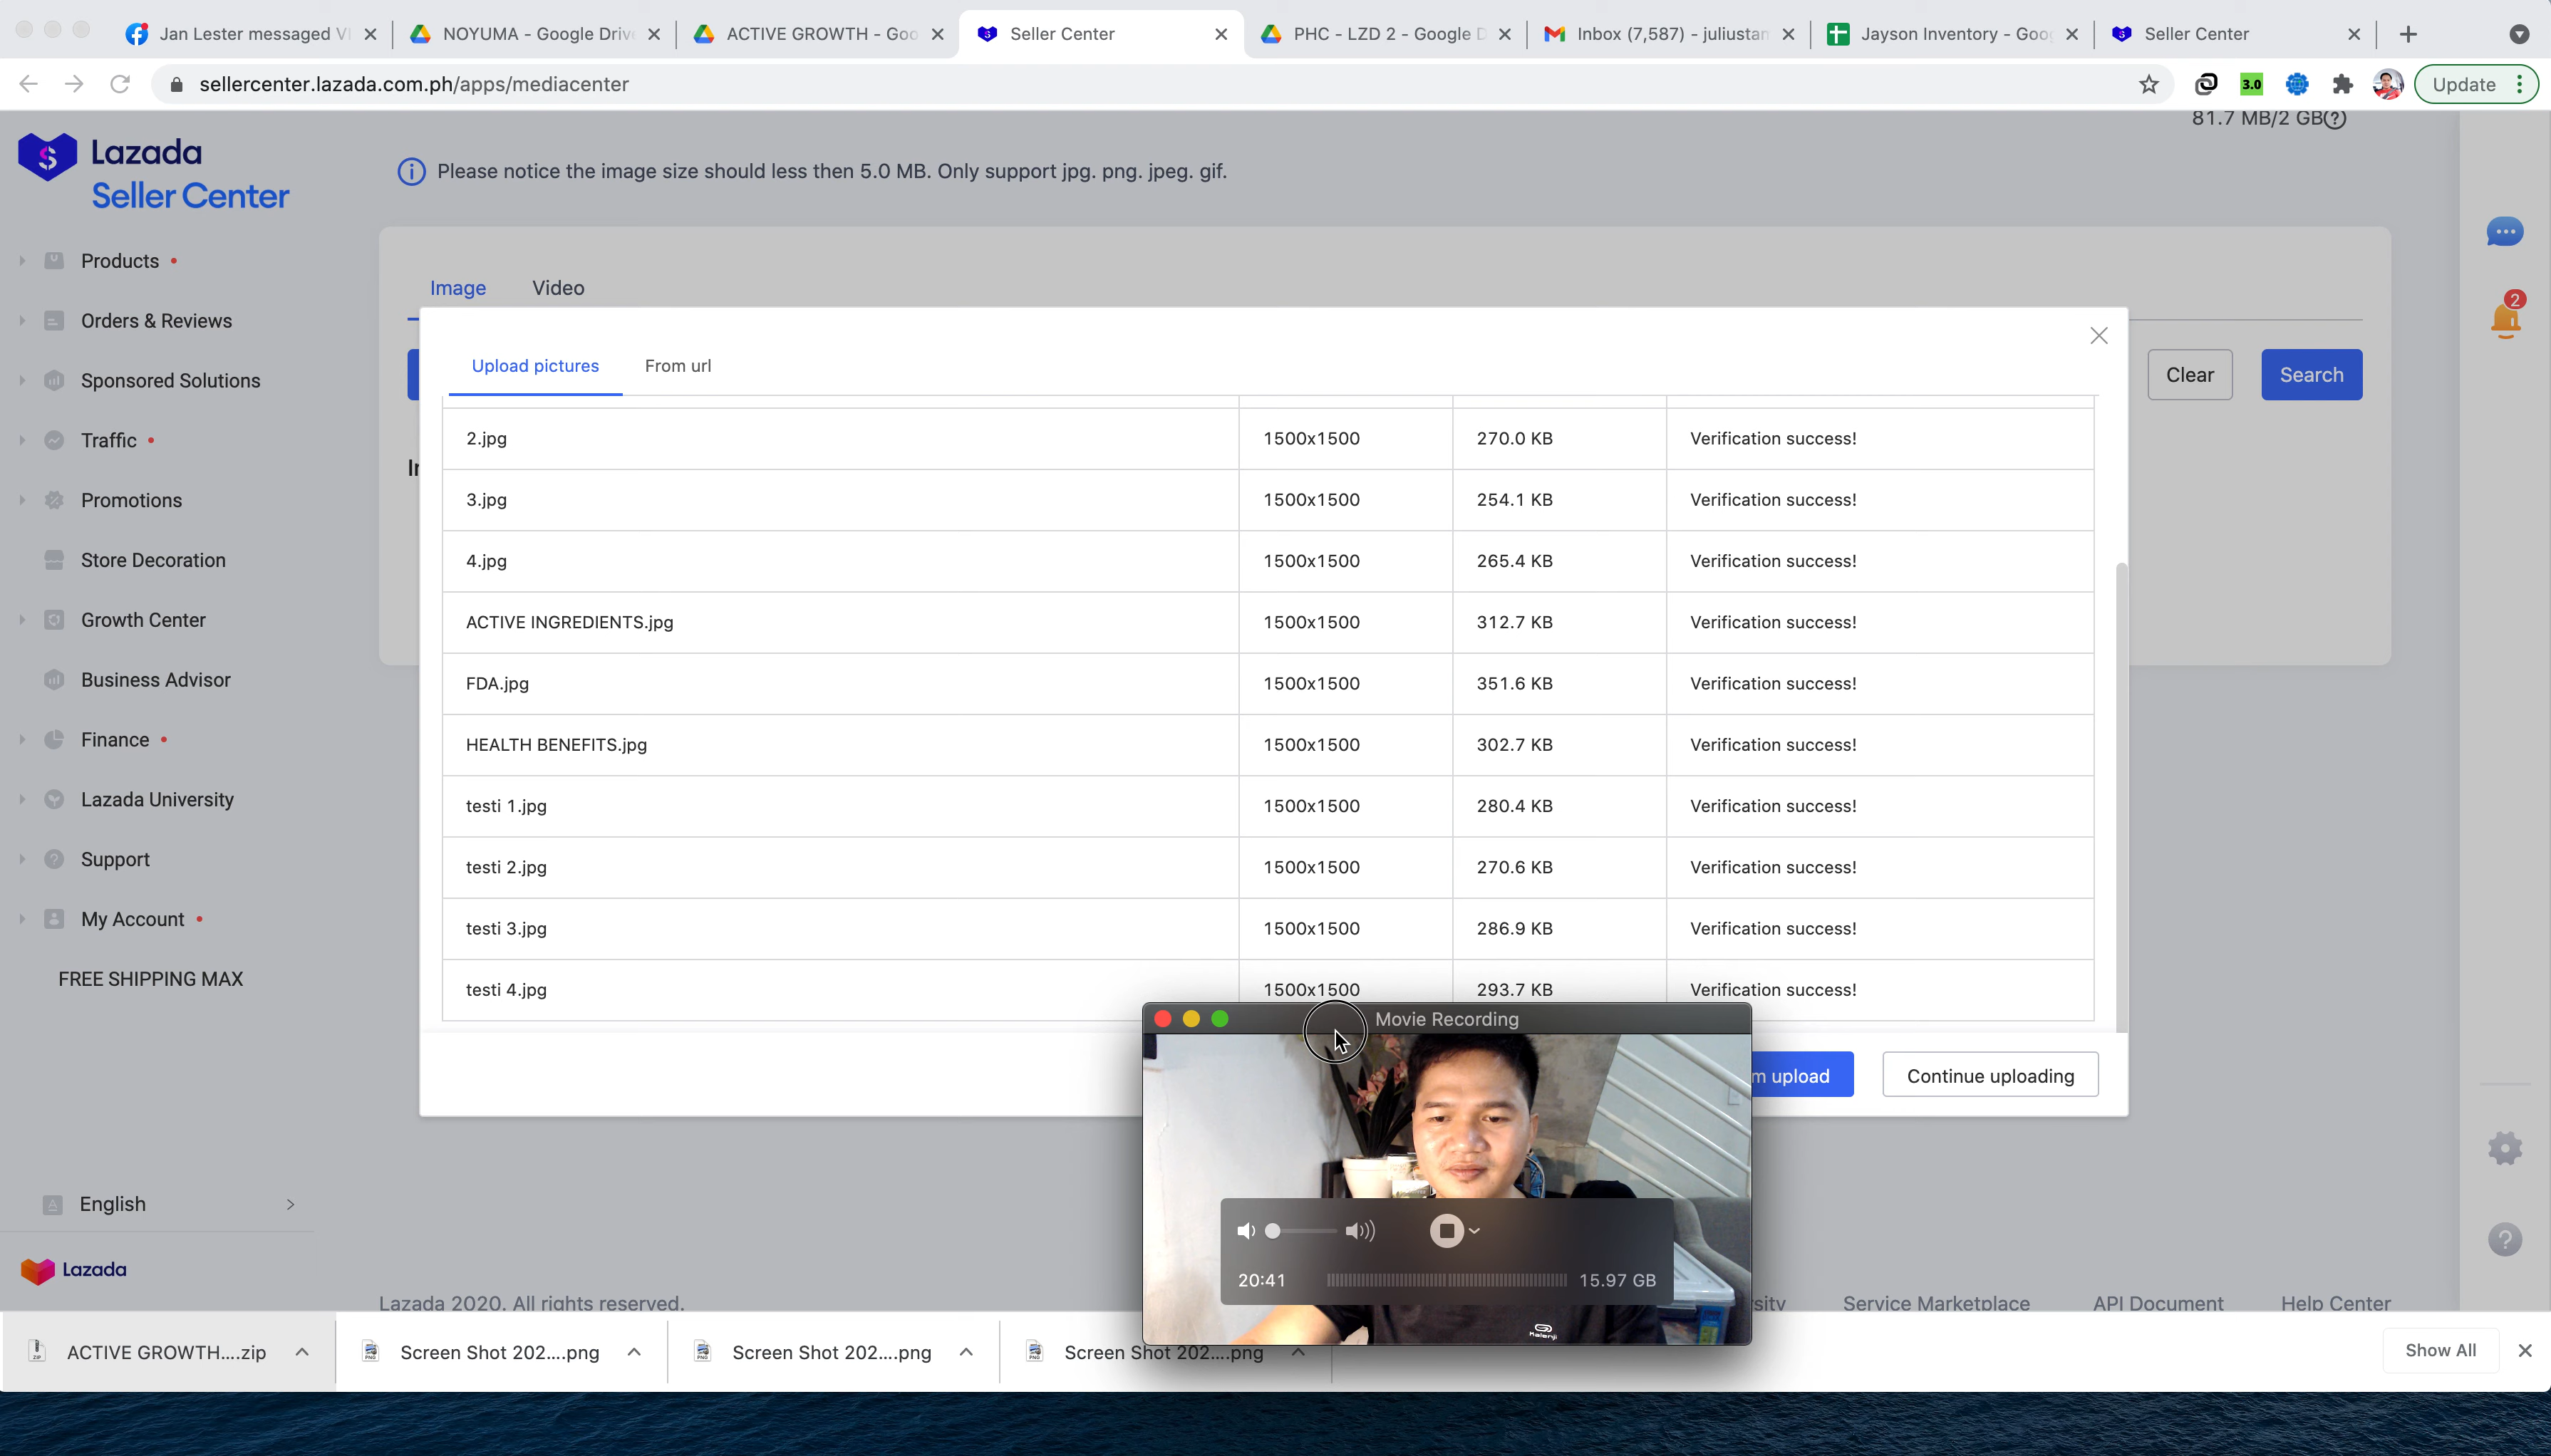 Jan Lester messaged
NOYUMA - Google Drive
ACTIVE GROWTH - Goo
Seller Center
PHC - LZD 2 - Google D
Inbox (7,587) - juliustan
Jayson Inventory - Goog
Seller Center
sellercenter.lazada.com.ph/apps/mediacenter
3.0
Update
81.7 MB/2 GB
Lazada
Seller Center
Please notice the image size should less then 5.0 MB. Only support jpg. png. jpeg. gif.
Products
Orders & Reviews
Sponsored Solutions
Traffic
Promotions
Store Decoration
Growth Center
Business Advisor
Finance
Lazada University
Support
My Account
FREE SHIPPING MAX
English
Lazada
Image
Video
2
Clear
Search
Upload pictures
From url
2.jpg 1500x1500 270.0 KB Verification success!
3.jpg 1500x1500 254.1 KB Verification success!
4.jpg 1500x1500 265.4 KB Verification success!
ACTIVE INGREDIENTS.jpg 1500x1500 312.7 KB Verification success!
FDA.jpg 1500x1500 351.6 KB Verification success!
HEALTH BENEFITS.jpg 1500x1500 302.7 KB Verification success!
testi 1.jpg 1500x1500 280.4 KB Verification success!
testi 2.jpg 1500x1500 270.6 KB Verification success!
testi 3.jpg 1500x1500 286.9 KB Verification success!
testi 4.jpg 1500x1500 293.7 KB Verification success!
Movie Recording
m upload
Continue uploading
20:41
15.97 GB
Kalenji
Lazada 2020. All rights reserved.
rsity
Service Marketplace
API Document
Help Center
ACTIVE GROWTH....zip
Screen Shot 202....png
Screen Shot 202....png
Screen Shot 202....png
Show All